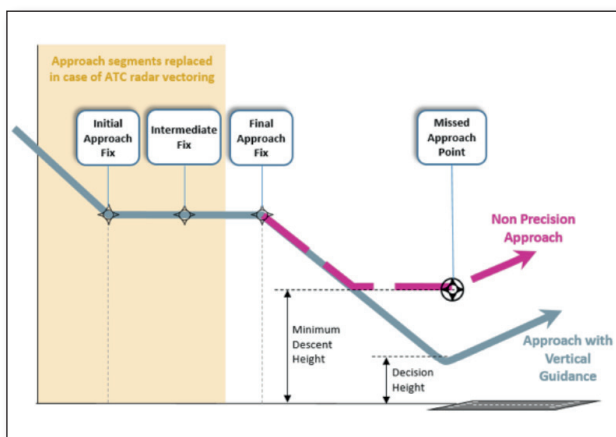 Approach segments replaced
in case of ATC radar vectoring
Initial
Approach
Fix
Intermediate
Fix
Final
Approach
Fix
Missed
Approach
Point
Non Precision
Approach
Minimum
Descent
Height
Decision
Height
Approach with
Vertical
Guidance